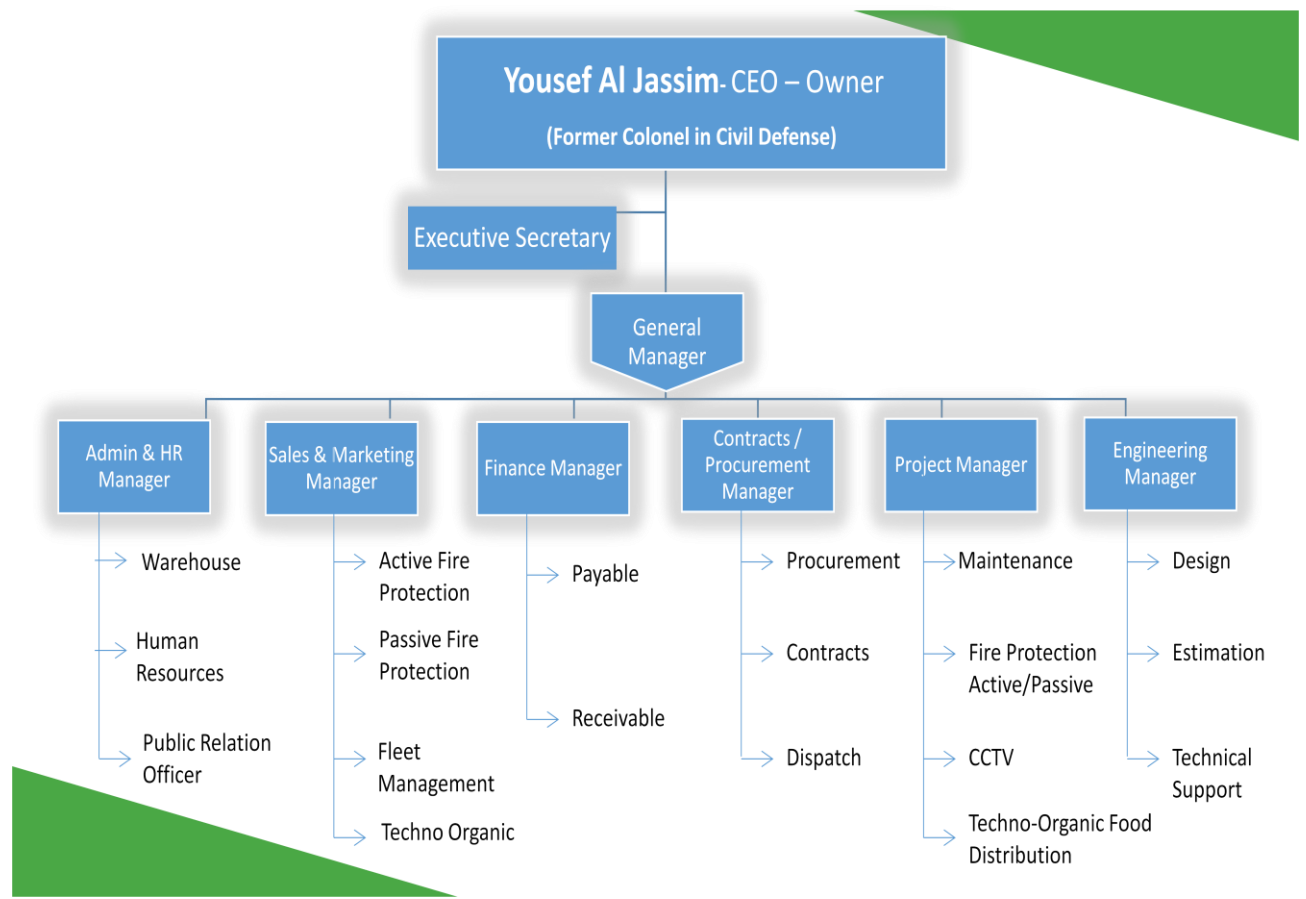 Yousef Al Jassim- CEO – Owner
(Former Colonel in Civil Defense)
Executive Secretary
General
Manager
Admin & HR
Manager
Sales & Marketing
Manager
Finance Manager
Contracts /
Procurement
Manager
Project Manager
Engineering
Manager
Warehouse
Human
Resources
Public Relation
Officer
Active Fire
Protection
Passive Fire
Protection
Fleet
Management
Techno Organic
Payable
Receivable
Procurement
Contracts
Dispatch
Maintenance
Fire Protection
Active/Passive
CCTV
Techno-Organic Food
Distribution
Design
Estimation
Technical
Support